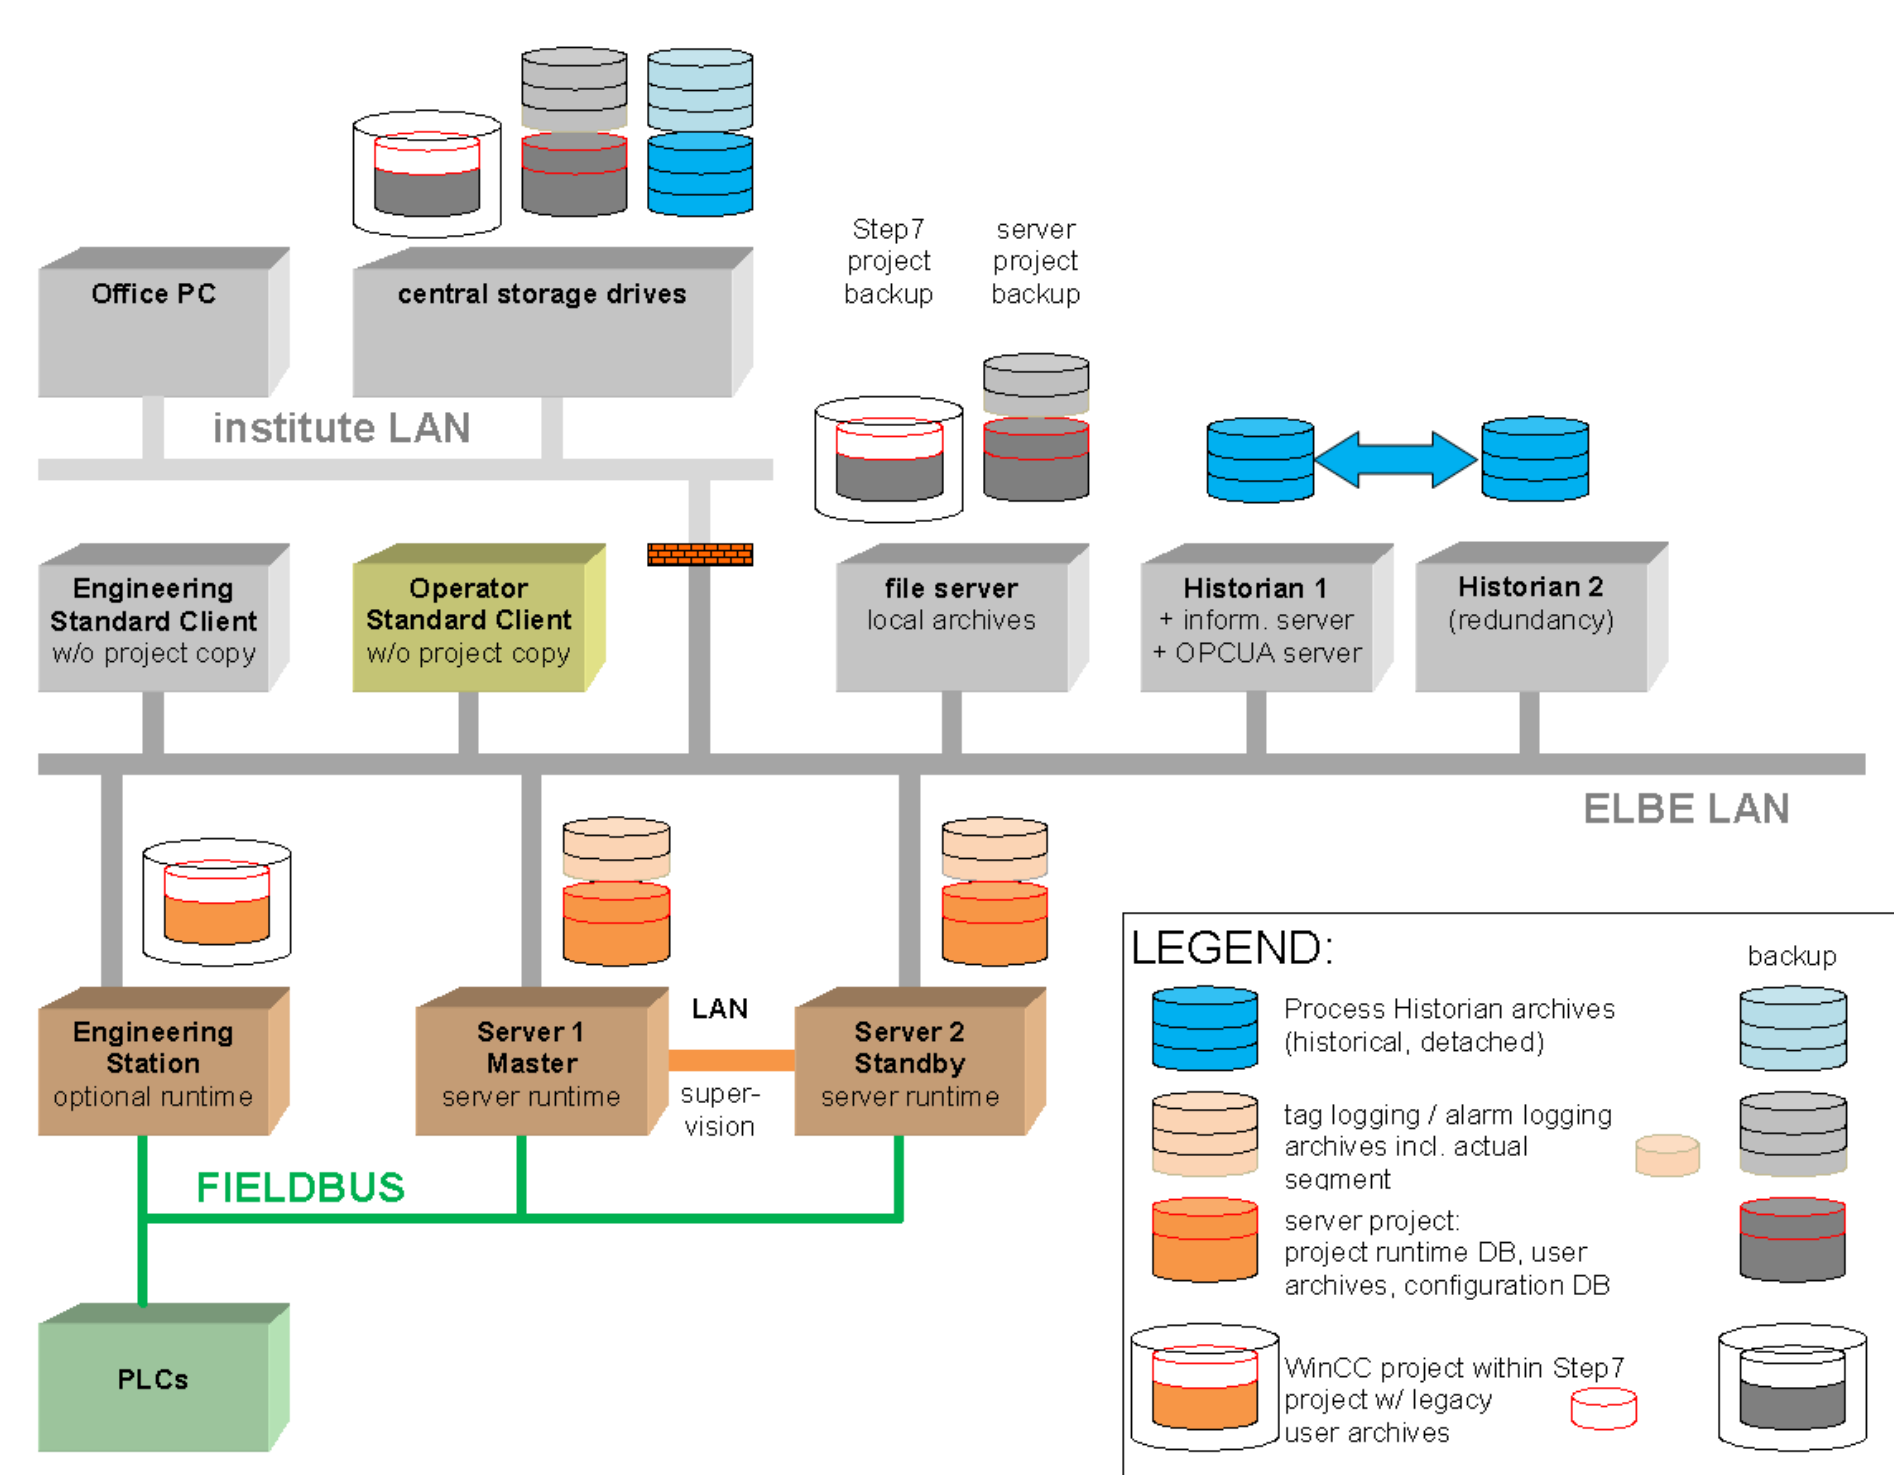 Step7
project
backup
server
project
backup
Office PC
central storage drives
institute LAN
Engineering
Standard Client
w/o project copy
Operator
Standard Client
w/o project copy
file server
local archives
Historian 1
+ inform. server
+ OPCUA server
Historian 2
(redundancy)
ELBE LAN
Engineering
Station
optional runtime
Server 1
Master
server runtime
LAN
super-
vision
Server 2
Standby
server runtime
FIELDBUS
PLCs
LEGEND:
backup
Process Historian archives
(historical, detached)
tag logging / alarm logging
archives incl. actual
segment
server project:
project runtime DB, user
archives, configuration DB
WinCC project within Step7
project w/ legacy
user archives